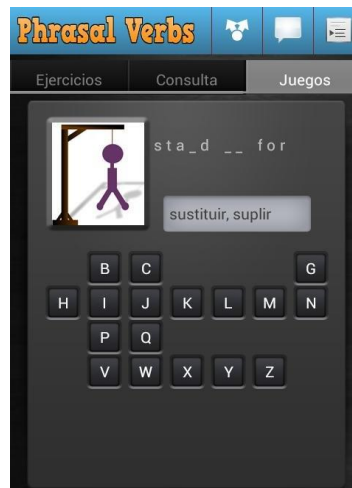 Phrasal Verbs
Ejercicios Consulta Juegos
sta_d __ for
sustituir, suplir
B C G
H I J K L M N
P Q
V W X Y Z